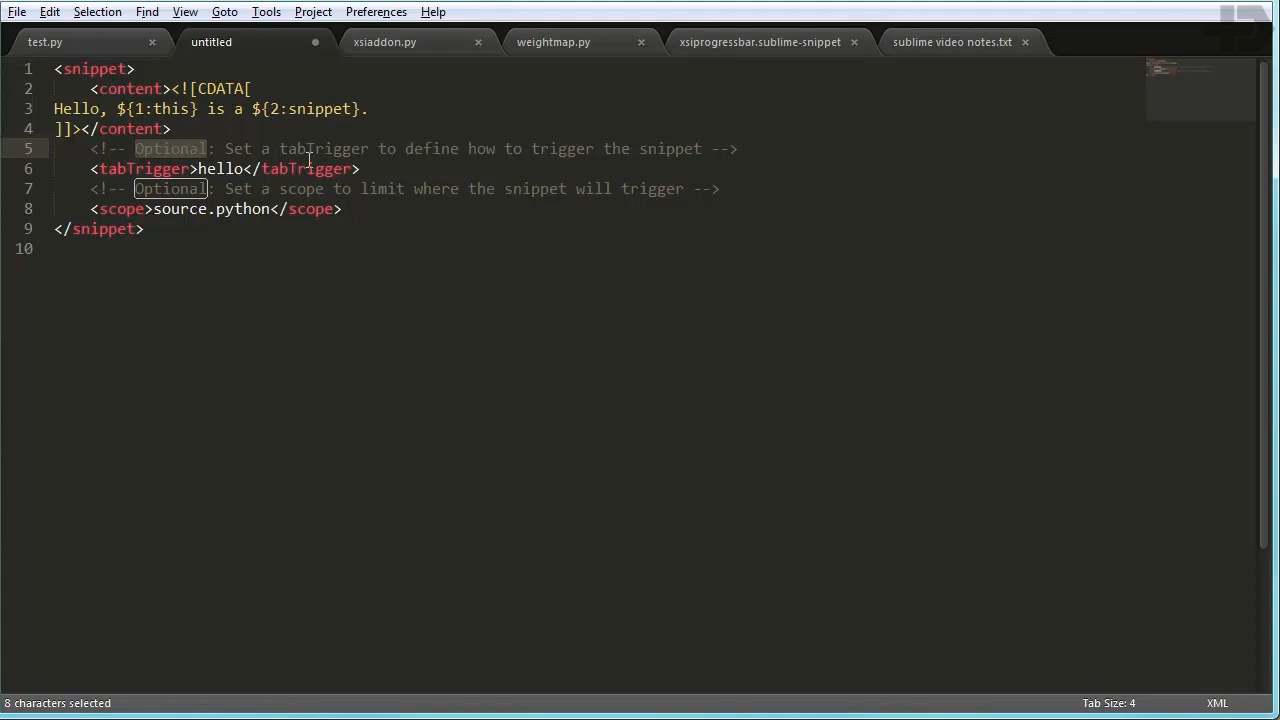 File Edit Selection Find View Goto Tools Project Preferences Help
test.py untitled xsiaddon.py weightmap.py xsiprogressbar.sublime-snippet sublime video notes.txt
1 <snippet>
2     <content><![CDATA[
3 Hello, ${1:this} is a ${2:snippet}.
4 ]]></content>
5     <!-- Optional: Set a tabTrigger to define how to trigger the snippet -->
6     <tabTrigger>hello</tabTrigger>
7     <!-- Optional: Set a scope to limit where the snippet will trigger -->
8     <scope>source.python</scope>
9 </snippet>
10
8 characters selected Tab Size: 4 XML